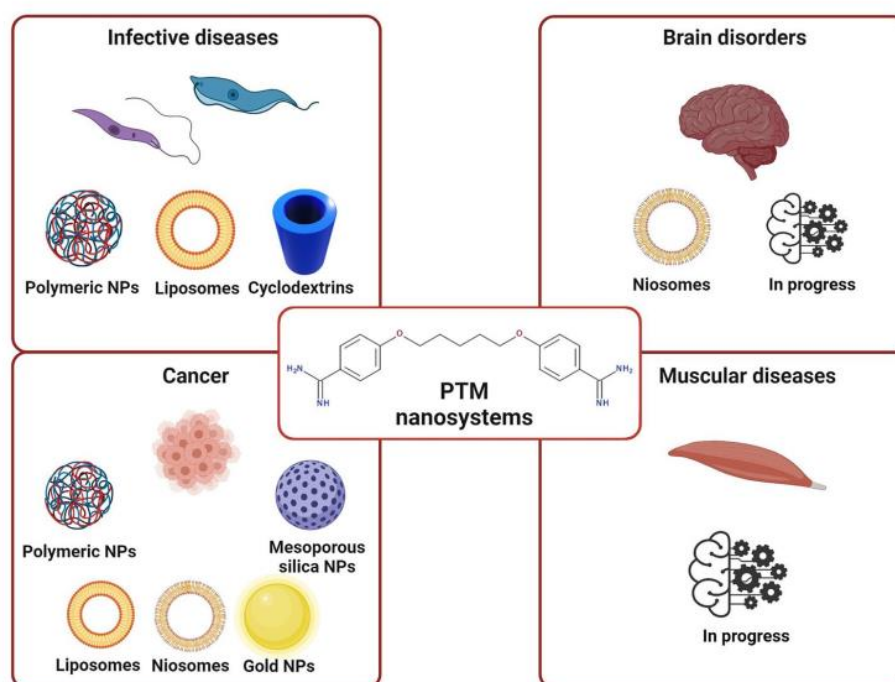 Infective diseases
Polymeric NPs
Liposomes
Cyclodextrins
Brain disorders
Niosomes
In progress
H₂N
NH
O
O
NH₂
NH
PTM
nanosystems
Cancer
Polymeric NPs
Mesoporous
silica NPs
Liposomes
Niosomes
Gold NPs
Muscular diseases
In progress